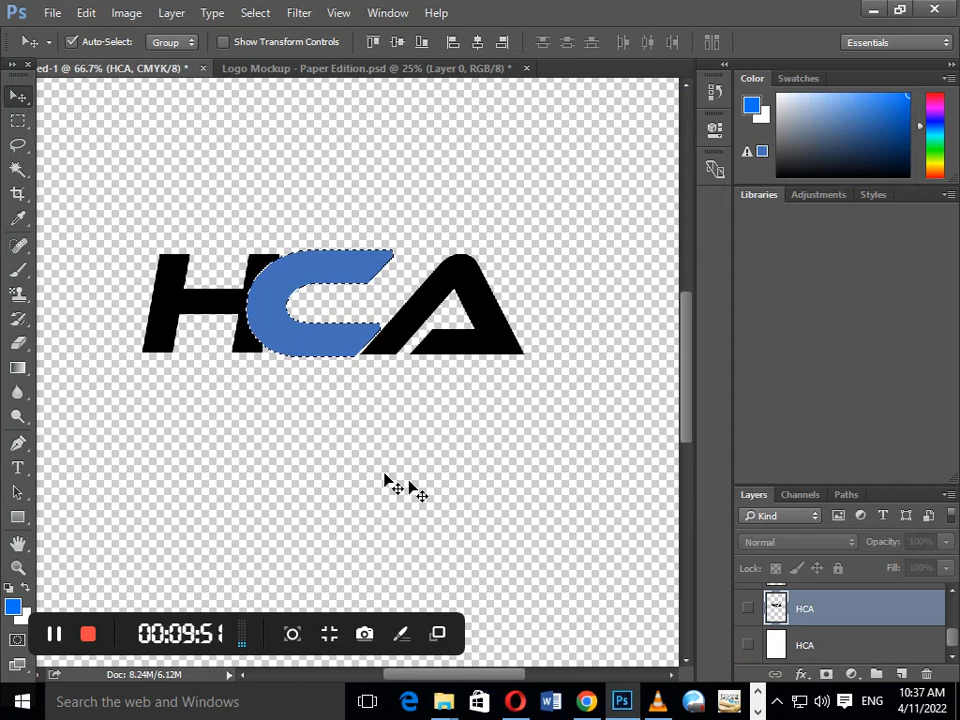 Ps File Edit Image Layer Type Select Filter View Window Help
Auto-Select: Group Show Transform Controls Essentials
ed-1 @ 66.7% (HCA, CMYK/8) * × Logo Mockup - Paper Edition.psd @ 25% (Layer 0, RGB/8) * ×
Color Swatches
Libraries Adjustments Styles
HCA
Layers Channels Paths
Kind
Normal Opacity: 100%
Lock: Fill: 100%
HCA
HCA
00:09:51
Doc: 8.24M/6.12M
Search the web and Windows
ENG
10:37 AM
4/11/2022